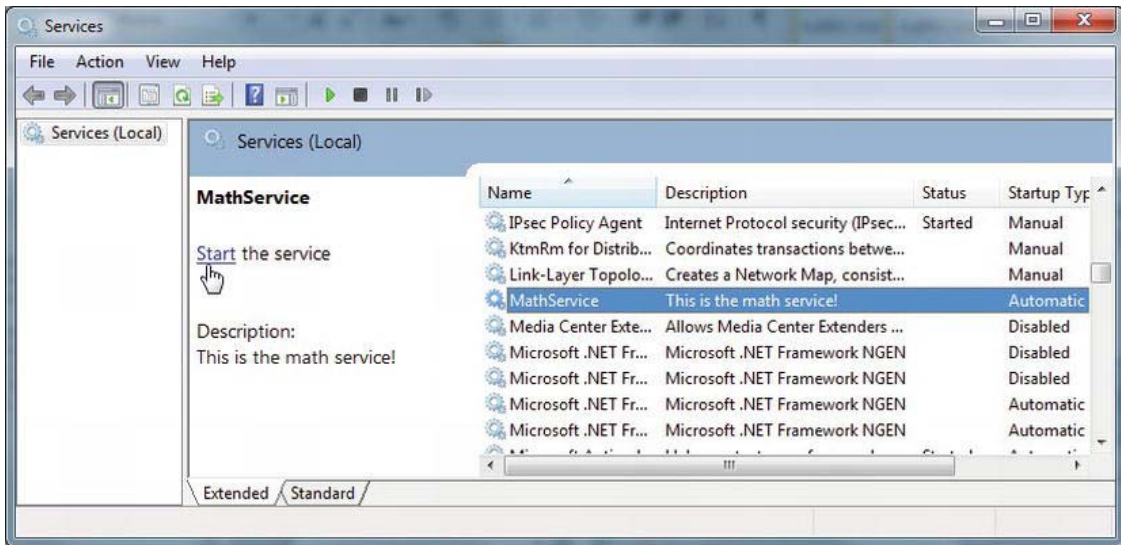 Services
File Action View Help
Services (Local)
Services (Local)
MathService
Start the service
Description:
This is the math service!
Name Description Status Startup Typ
IPsec Policy Agent Internet Protocol security (IPsec... Started Manual
KtmRm for Distrib... Coordinates transactions betwe... Manual
Link-Layer Topolo... Creates a Network Map, consist... Manual
MathService This is the math service! Automatic
Media Center Exte... Allows Media Center Extenders ... Disabled
Microsoft .NET Fr... Microsoft .NET Framework NGEN Disabled
Microsoft .NET Fr... Microsoft .NET Framework NGEN Disabled
Microsoft .NET Fr... Microsoft .NET Framework NGEN Automatic
Microsoft .NET Fr... Microsoft .NET Framework NGEN Automatic
Extended Standard